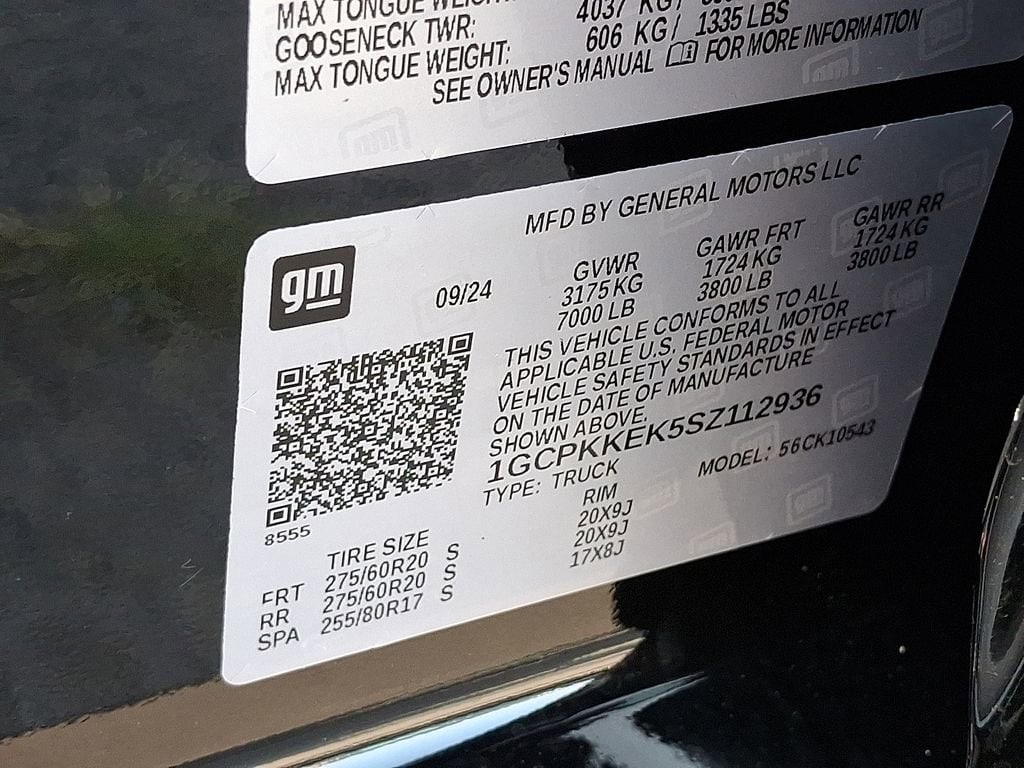 MAX TONGUE WEIGHT:
GOOSENECK TWR: 4037 KG/
MAX TONGUE WEIGHT: 606 KG/ 1335 LBS
SEE OWNER'S MANUAL FOR MORE INFORMATION
MFD BY GENERAL MOTORS LLC
gm
09/24
GVWR GAWR FRT GAWR RR
3175 KG 1724 KG 1724 KG
7000 LB 3800 LB 3800 LB
THIS VEHICLE CONFORMS TO ALL
APPLICABLE U.S. FEDERAL MOTOR
VEHICLE SAFETY STANDARDS IN EFFECT
ON THE DATE OF MANUFACTURE
SHOWN ABOVE.
1GCPKKEK5SZ112936
TYPE: TRUCK MODEL: 56CK10543
8555
TIRE SIZE RIM
FRT 275/60R20 S 20X9J
RR 275/60R20 S 20X9J
SPA 255/80R17 S 17X8J